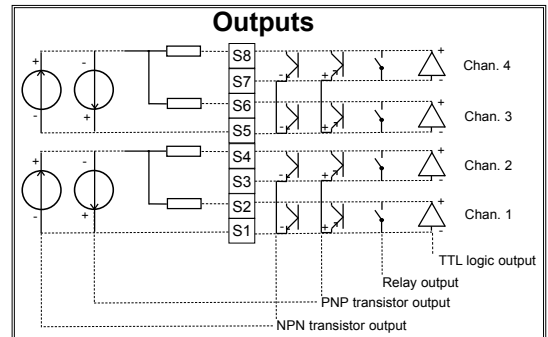 Outputs
+ - S8 + Chan. 4
S7 - + -
- + S6 + Chan. 3
S5 - + -
+ - S4 + Chan. 2
S3 - + -
- + S2 + Chan. 1
S1 - + -
TTL logic output
Relay output
PNP transistor output
NPN transistor output